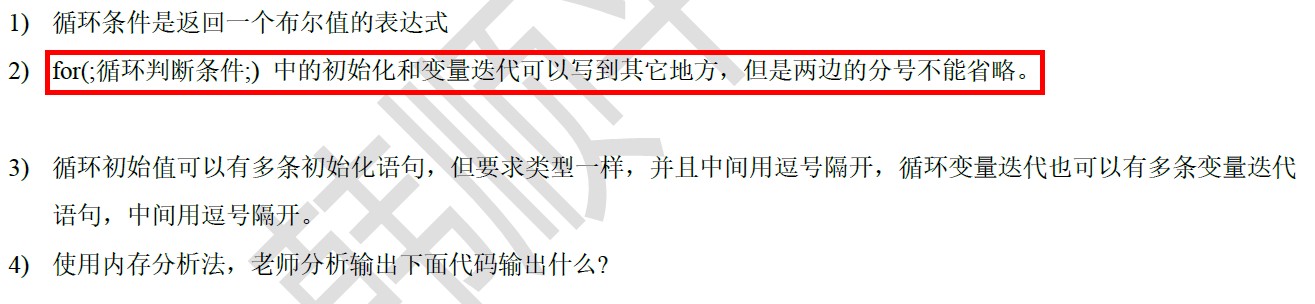 1) 循环条件是返回一个布尔值的表达式
2) for(;循环判断条件;) 中的初始化和变量迭代可以写到其它地方，但是两边的分号不能省略。
3) 循环初始值可以有多条初始化语句，但要求类型一样，并且中间用逗号隔开，循环变量迭代也可以有多条变量迭代
语句，中间用逗号隔开。
4) 使用内存分析法，老师分析输出下面代码输出什么?
韩顺平